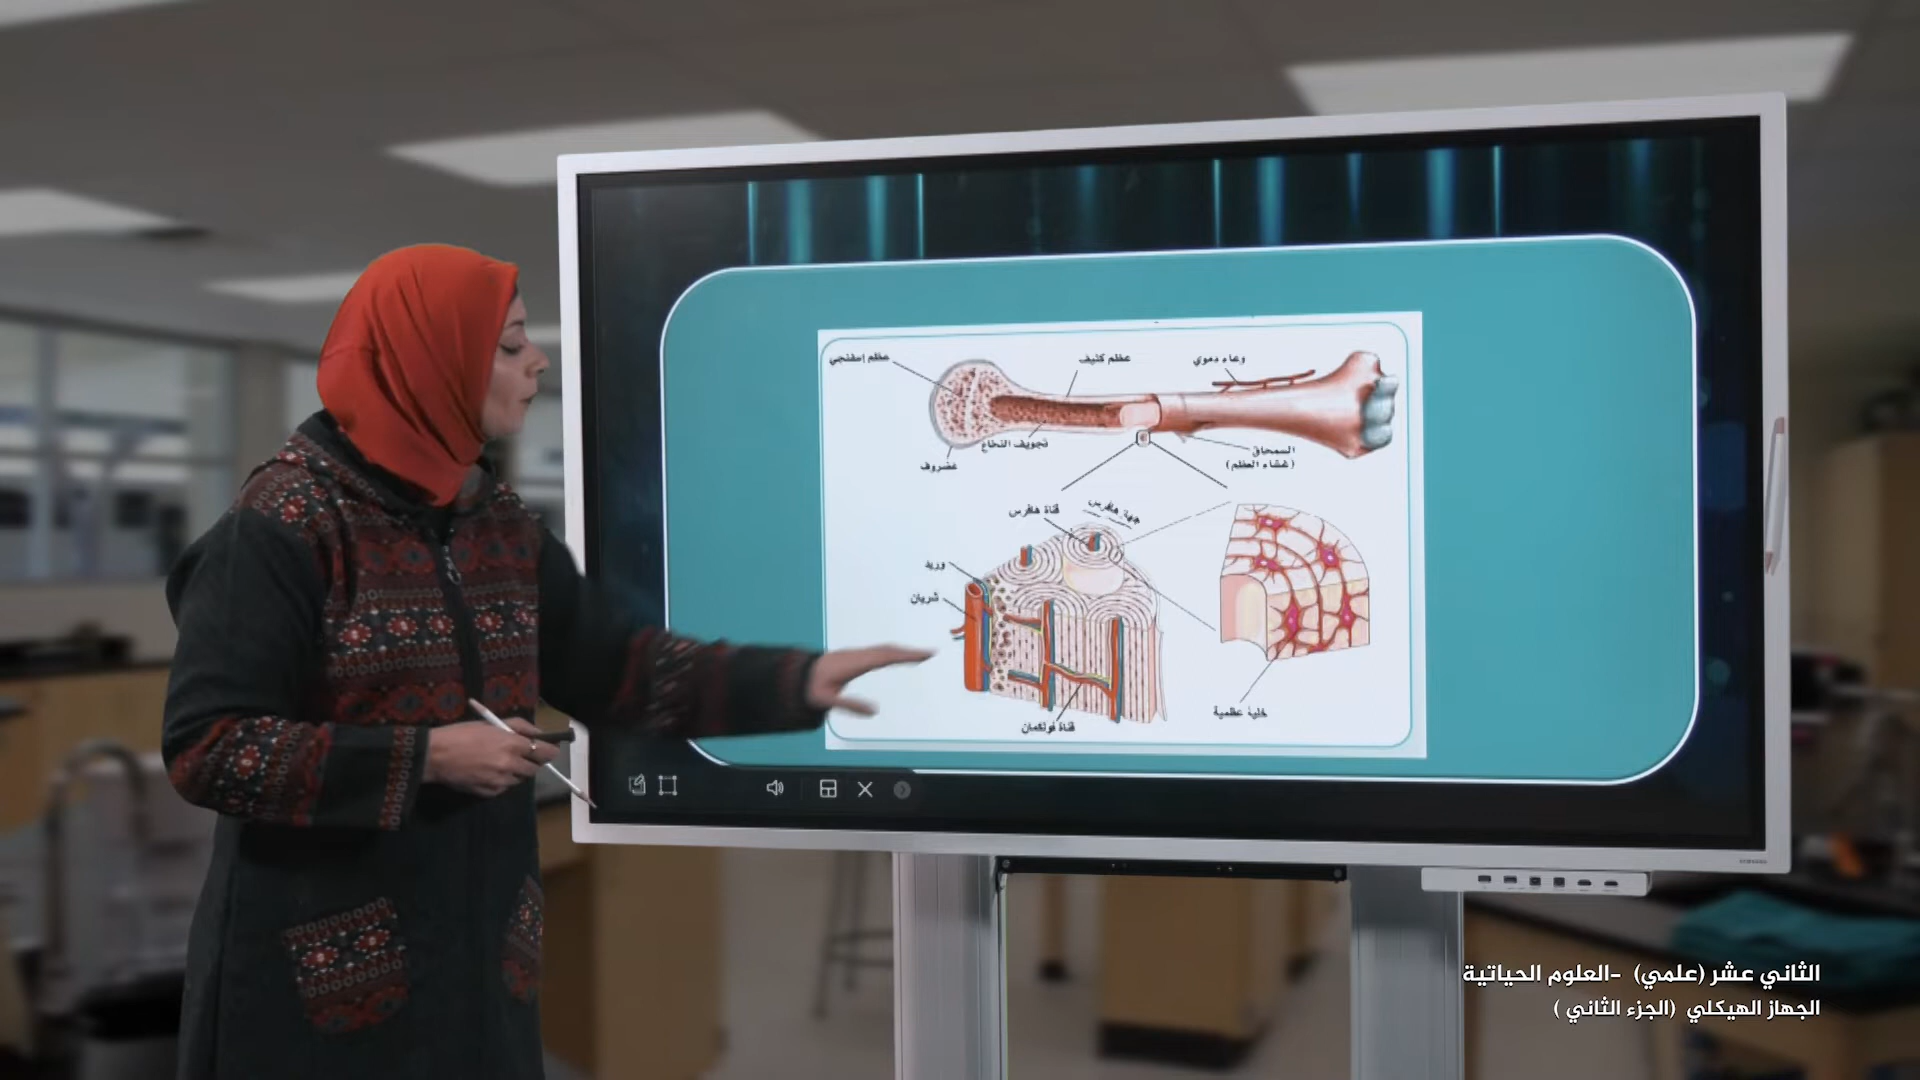 عظم إسفنجي
عظم كثيف
وعاء دموي
تجويف النخاع
غضروف
السمحاق
(غشاء العظم)
قناة هافرس
جهة هافرس
وريد
شريان
قناة فولكمان
خلية عظمية
الثاني عشر (علمي) -العلوم الحياتية
الجهاز الهيكلي (الجزء الثاني )